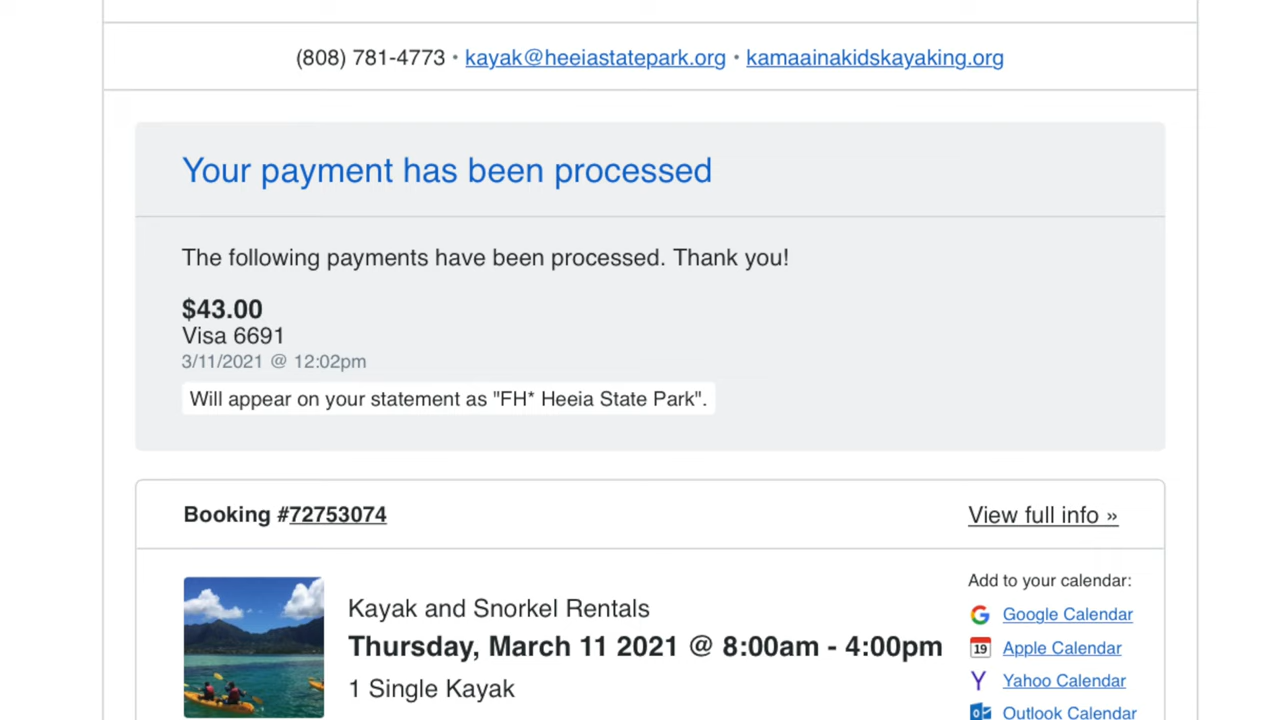 (808) 781-4773 • kayak@heeiastatepark.org • kamaainakidskayaking.org
Your payment has been processed
The following payments have been processed. Thank you!
$43.00
Visa 6691
3/11/2021 @ 12:02pm
Will appear on your statement as "FH* Heeia State Park".
Booking #72753074
View full info »
Kayak and Snorkel Rentals
Thursday, March 11 2021 @ 8:00am - 4:00pm
1 Single Kayak
Add to your calendar:
Google Calendar
19 Apple Calendar
Yahoo Calendar
Outlook Calendar